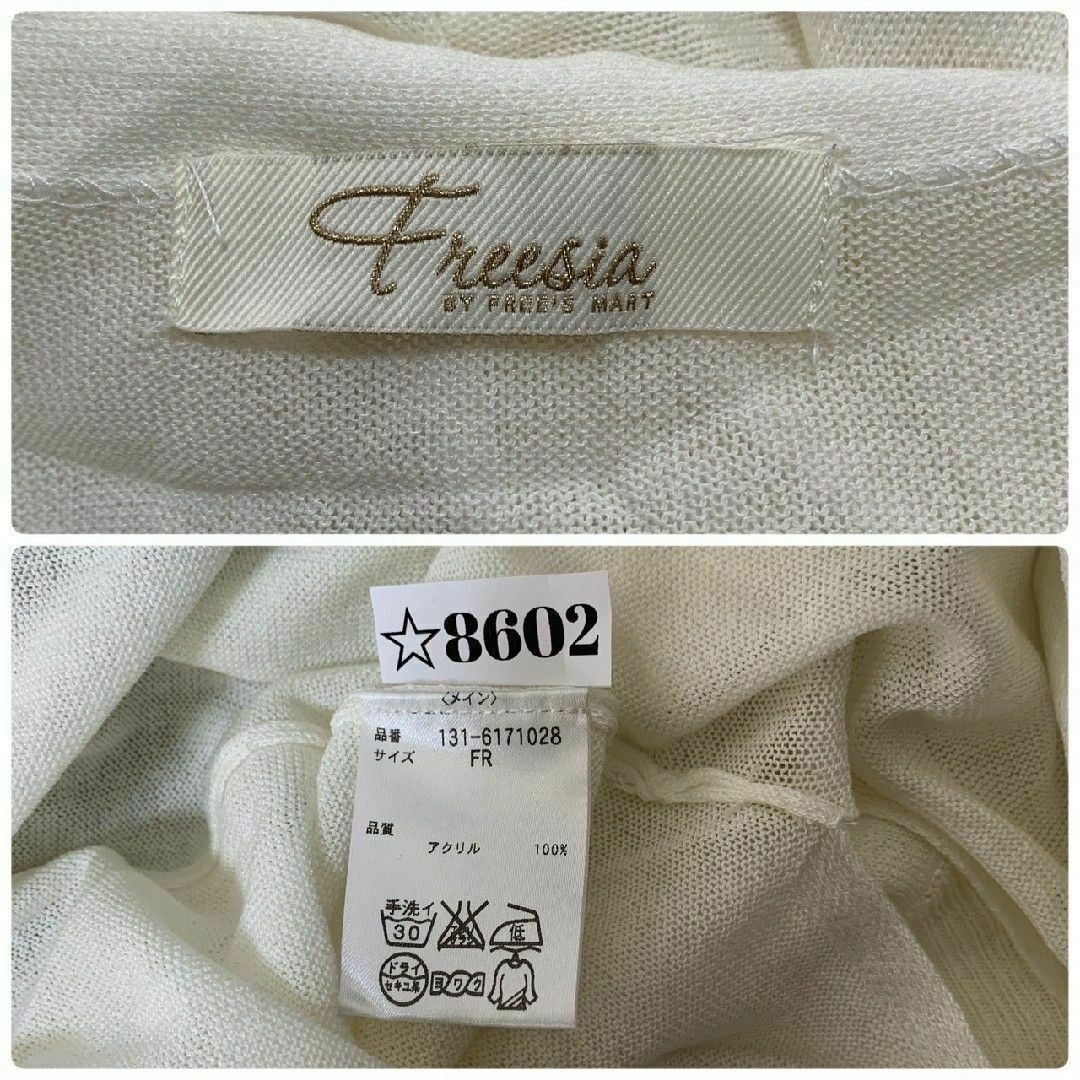 Freesia
BY FREE'S MART
☆8602
〈メイン〉
品番 131-6171028
サイズ FR
品質
アクリル 100%
手洗イ
30
低
ドライ
セキユ系
ヨワク